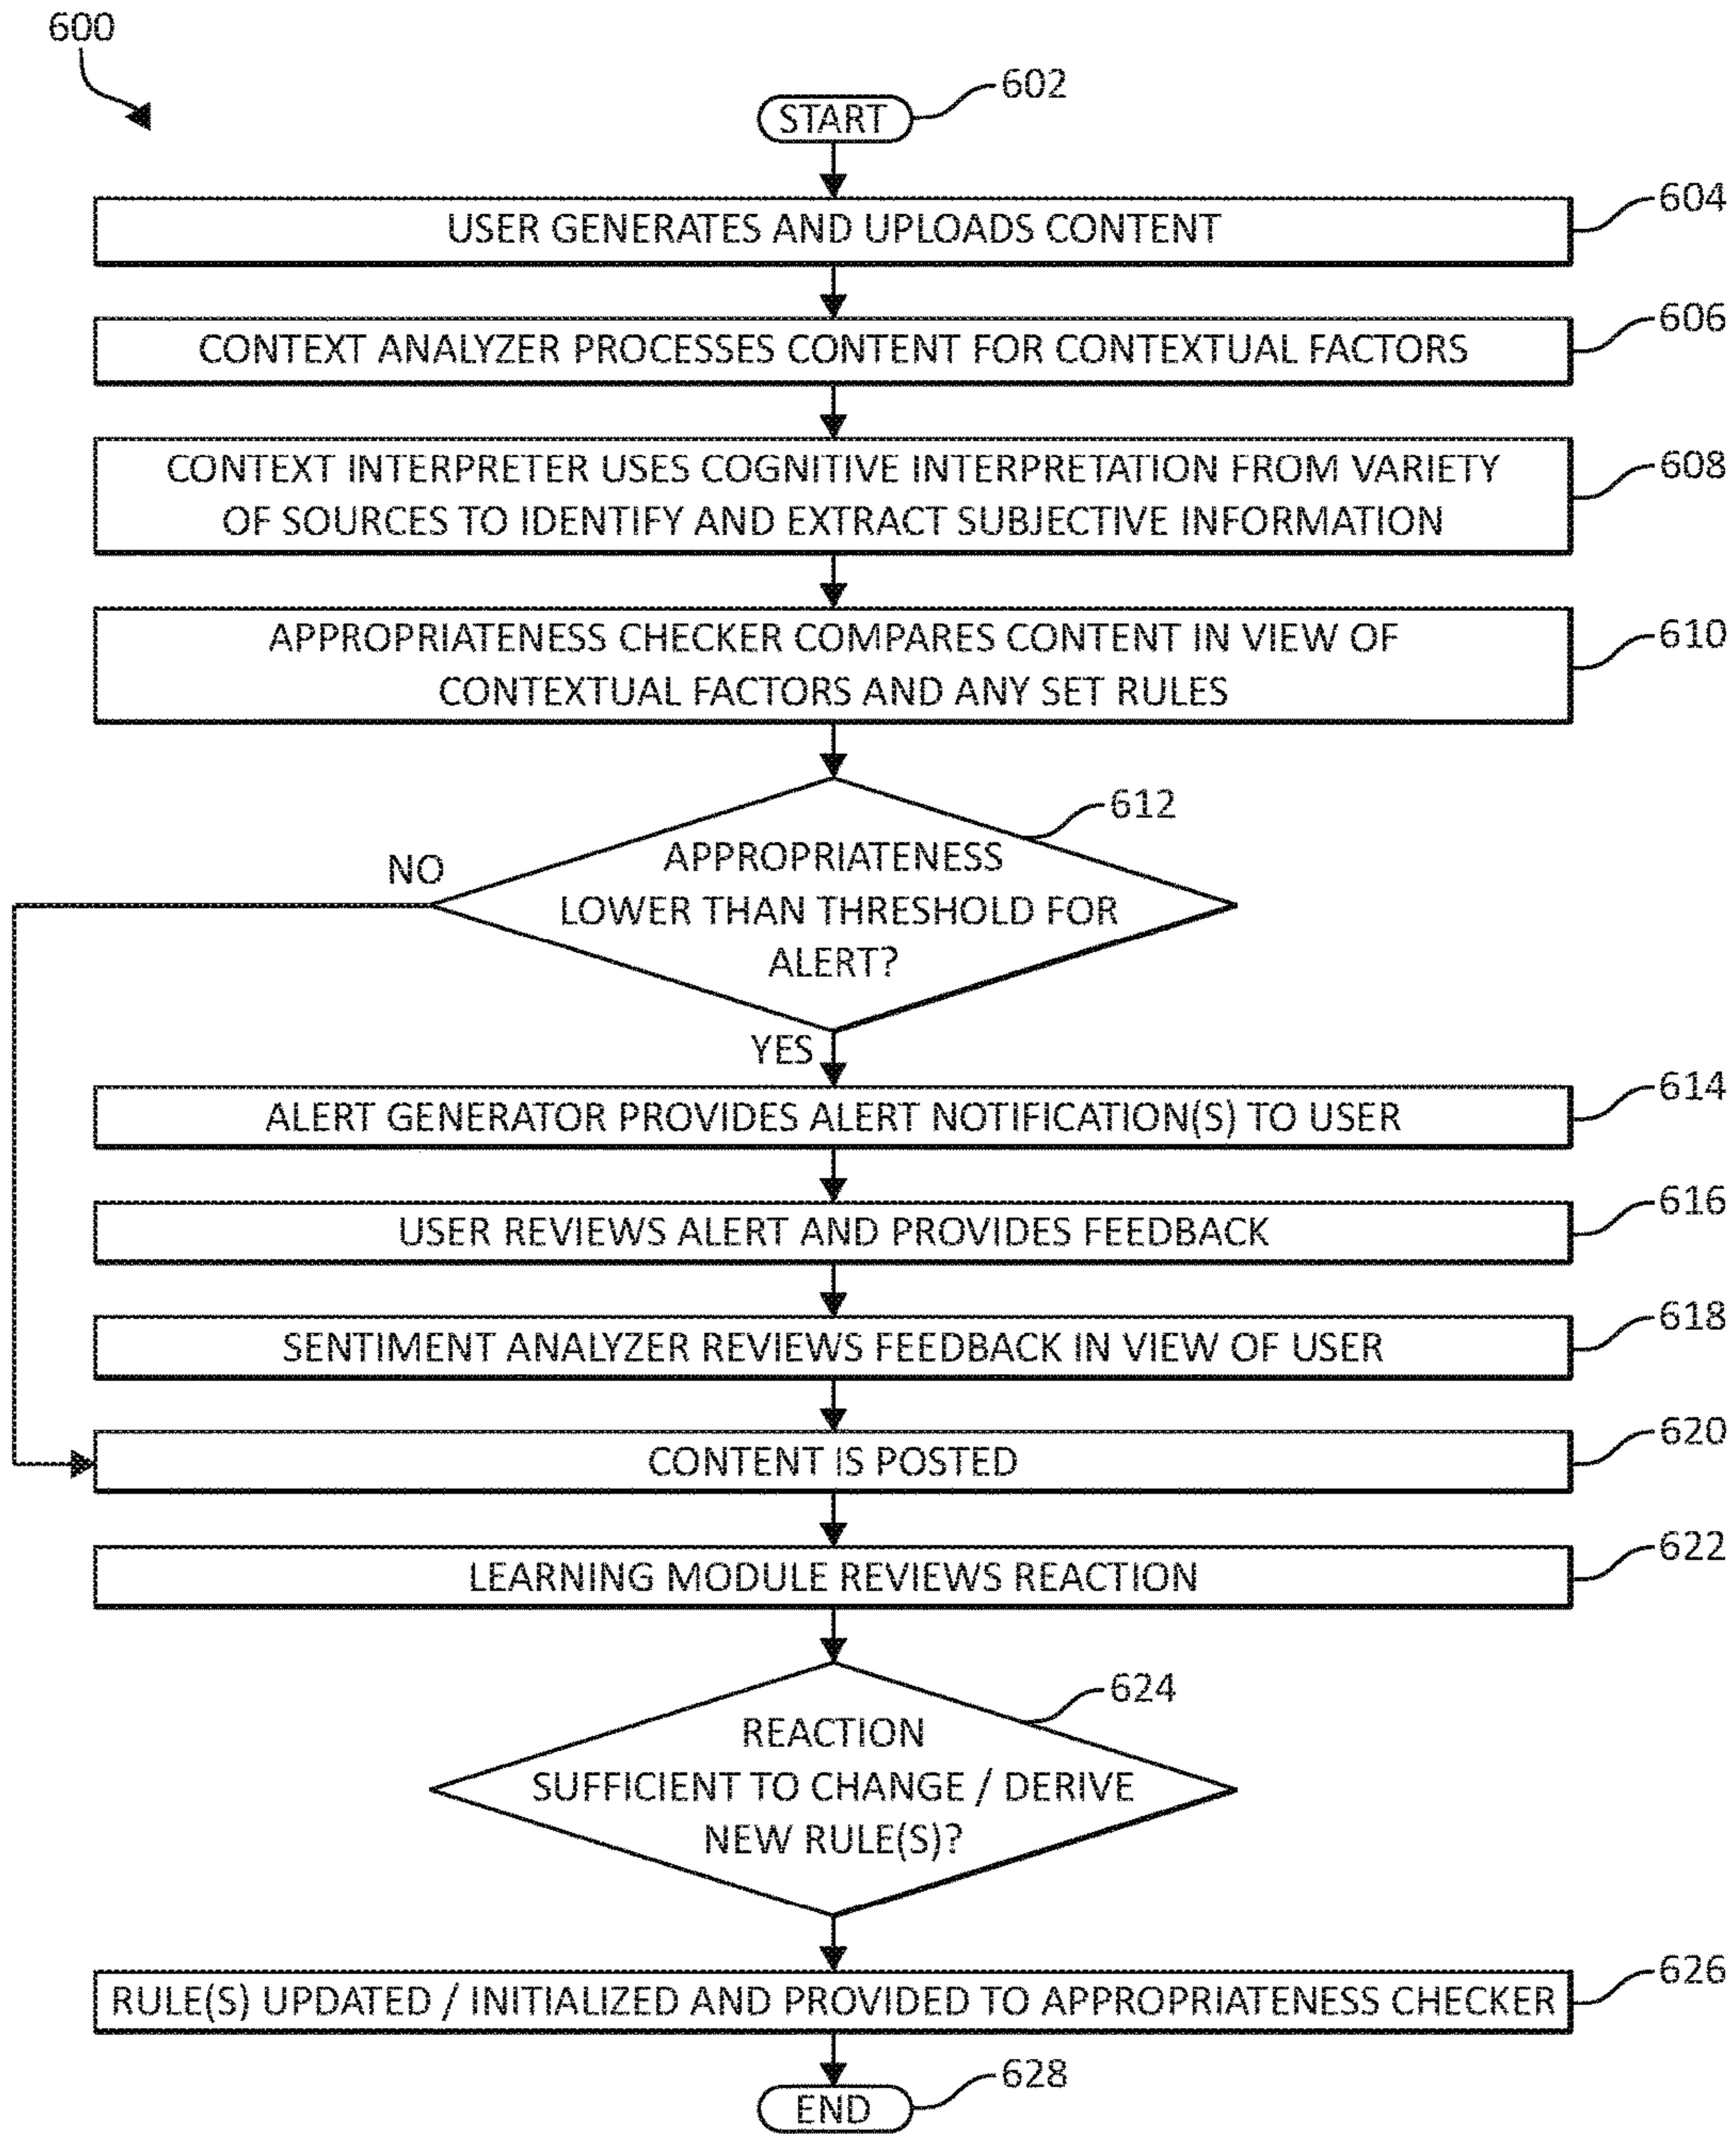 600
602
START
604
USER GENERATES AND UPLOADS CONTENT
606
CONTEXT ANALYZER PROCESSES CONTENT FOR CONTEXTUAL FACTORS
608
CONTEXT INTERPRETER USES COGNITIVE INTERPRETATION FROM VARIETY
OF SOURCES TO IDENTIFY AND EXTRACT SUBJECTIVE INFORMATION
610
APPROPRIATENESS CHECKER COMPARES CONTENT IN VIEW OF
CONTEXTUAL FACTORS AND ANY SET RULES
612
APPROPRIATENESS
LOWER THAN THRESHOLD FOR
ALERT?
NO
YES
614
ALERT GENERATOR PROVIDES ALERT NOTIFICATION(S) TO USER
616
USER REVIEWS ALERT AND PROVIDES FEEDBACK
618
SENTIMENT ANALYZER REVIEWS FEEDBACK IN VIEW OF USER
620
CONTENT IS POSTED
622
LEARNING MODULE REVIEWS REACTION
624
REACTION
SUFFICIENT TO CHANGE / DERIVE
NEW RULE(S)?
626
RULE(S) UPDATED / INITIALIZED AND PROVIDED TO APPROPRIATENESS CHECKER
628
END